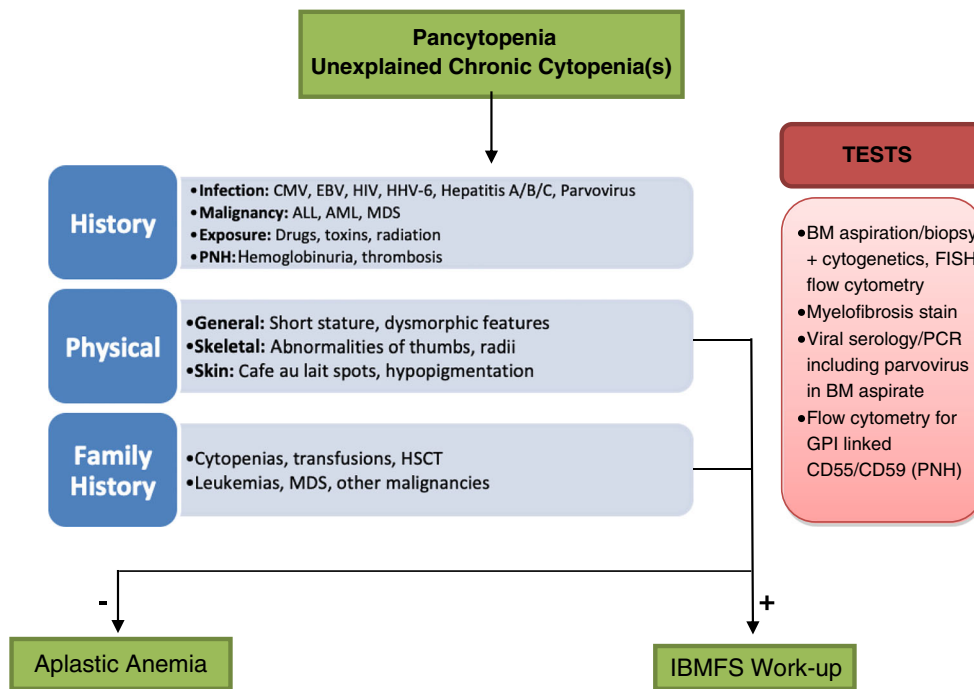 Pancytopenia
Unexplained Chronic Cytopenia(s)
History
•Infection: CMV, EBV, HIV, HHV-6, Hepatitis A/B/C, Parvovirus
•Malignancy: ALL, AML, MDS
•Exposure: Drugs, toxins, radiation
•PNH: Hemoglobinuria, thrombosis
Physical
•General: Short stature, dysmorphic features
•Skeletal: Abnormalities of thumbs, radii
•Skin: Cafe au lait spots, hypopigmentation
Family
History
•Cytopenias, transfusions, HSCT
•Leukemias, MDS, other malignancies
TESTS
•BM aspiration/biopsy
+ cytogenetics, FISH
flow cytometry
•Myelofibrosis stain
•Viral serology/PCR
including parvovirus
in BM aspirate
•Flow cytometry for
GPI linked
CD55/CD59 (PNH)
-
+
Aplastic Anemia
IBMFS Work-up